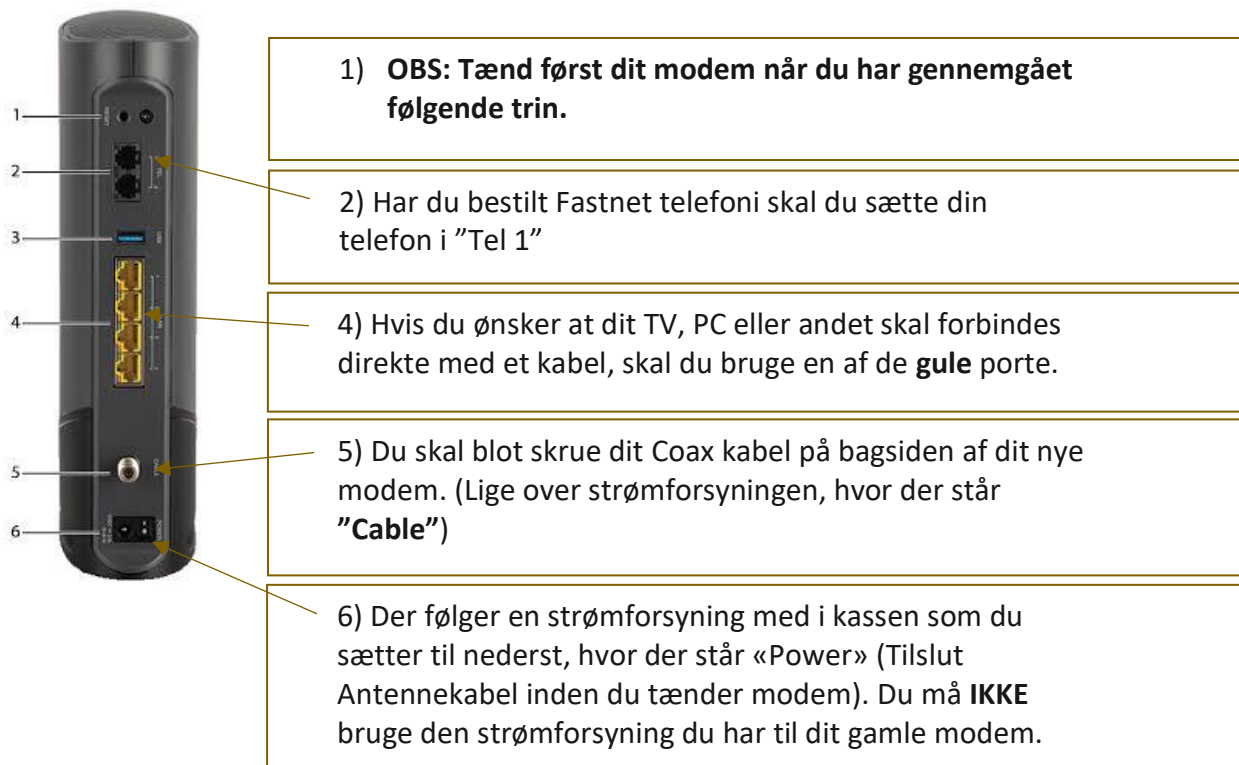 1) OBS: Tænd først dit modem når du har gennemgået
følgende trin.
1
RESET
2
TEL
2) Har du bestilt Fastnet telefoni skal du sætte din
telefon i ”Tel 1”
3
USB
4
4) Hvis du ønsker at dit TV, PC eller andet skal forbindes
direkte med et kabel, skal du bruge en af de gule porte.
5
CABLE
5) Du skal blot skrue dit Coax kabel på bagsiden af dit nye
modem. (Lige over strømforsyningen, hvor der står
”Cable”)
6
POWER
6) Der følger en strømforsyning med i kassen som du
sætter til nederst, hvor der står «Power» (Tilslut
Antennekabel inden du tænder modem). Du må IKKE
bruge den strømforsyning du har til dit gamle modem.